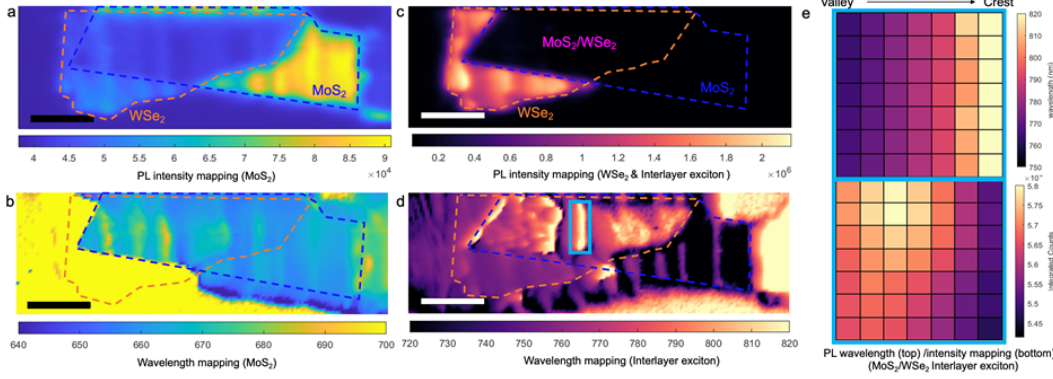 a
MoS2
WSe2
4 4.5 5 5.5 6 6.5 7 7.5 8 8.5 9
PL intensity mapping (MoS2) ×10^4
b
640 650 660 670 680 690 700
Wavelength mapping (MoS2)
c
MoS2/WSe2
MoS2
WSe2
0.2 0.4 0.6 0.8 1 1.2 1.4 1.6 1.8 2
PL intensity mapping (WSe2 & Interlayer exciton ) ×10^6
d
720 730 740 750 760 770 780 790 800 810 820
Wavelength mapping (Interlayer exciton)
e
Valley Crest
820
810
800
790
780
770
760
750
wavelength (nm)
5.8
5.75
5.7
5.65
5.6
5.55
5.5
5.45
Integrated Counts
PL wavelength (top) /intensity mapping (bottom)
(MoS2/WSe2 Interlayer exciton)